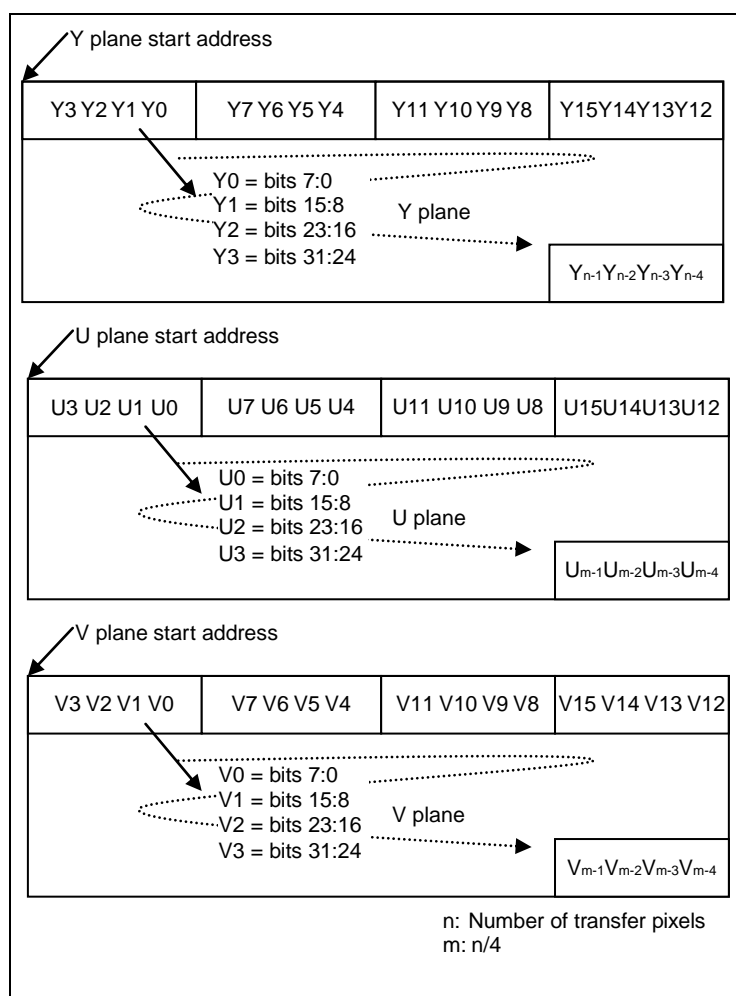 Y plane start address
Y3 Y2 Y1 Y0 Y7 Y6 Y5 Y4 Y11 Y10 Y9 Y8 Y15Y14Y13Y12
Y0 = bits 7:0
Y1 = bits 15:8
Y2 = bits 23:16
Y3 = bits 31:24
Y plane
Yn-1Yn-2Yn-3Yn-4
U plane start address
U3 U2 U1 U0 U7 U6 U5 U4 U11 U10 U9 U8 U15U14U13U12
U0 = bits 7:0
U1 = bits 15:8
U2 = bits 23:16
U3 = bits 31:24
U plane
Um-1Um-2Um-3Um-4
V plane start address
V3 V2 V1 V0 V7 V6 V5 V4 V11 V10 V9 V8 V15 V14 V13 V12
V0 = bits 7:0
V1 = bits 15:8
V2 = bits 23:16
V3 = bits 31:24
V plane
Vm-1Vm-2Vm-3Vm-4
n: Number of transfer pixels
m: n/4